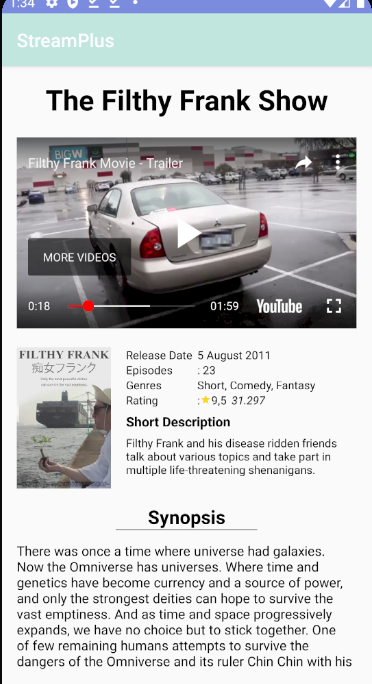 1:34
StreamPlus
The Filthy Frank Show
BIG W
Filthy Frank Movie - Trailer
MORE VIDEOS
0:18
01:59
YouTube
FILTHY FRANK
痴女フランク
Release Date 5 August 2011
Episodes : 23
Genres Short, Comedy, Fantasy
Rating :⭐9,5 31.297
Short Description
Filthy Frank and his disease ridden friends
talk about various topics and take part in
multiple life-threatening shenanigans.
Synopsis
There was once a time where universe had galaxies.
Now the Omniverse has universes. Where time and
genetics have become currency and a source of power,
and only the strongest deities can hope to survive the
vast emptiness. And as time and space progressively
expands, we have no choice but to stick together. One
of few remaining humans attempts to survive the
dangers of the Omniverse and its ruler Chin Chin with his